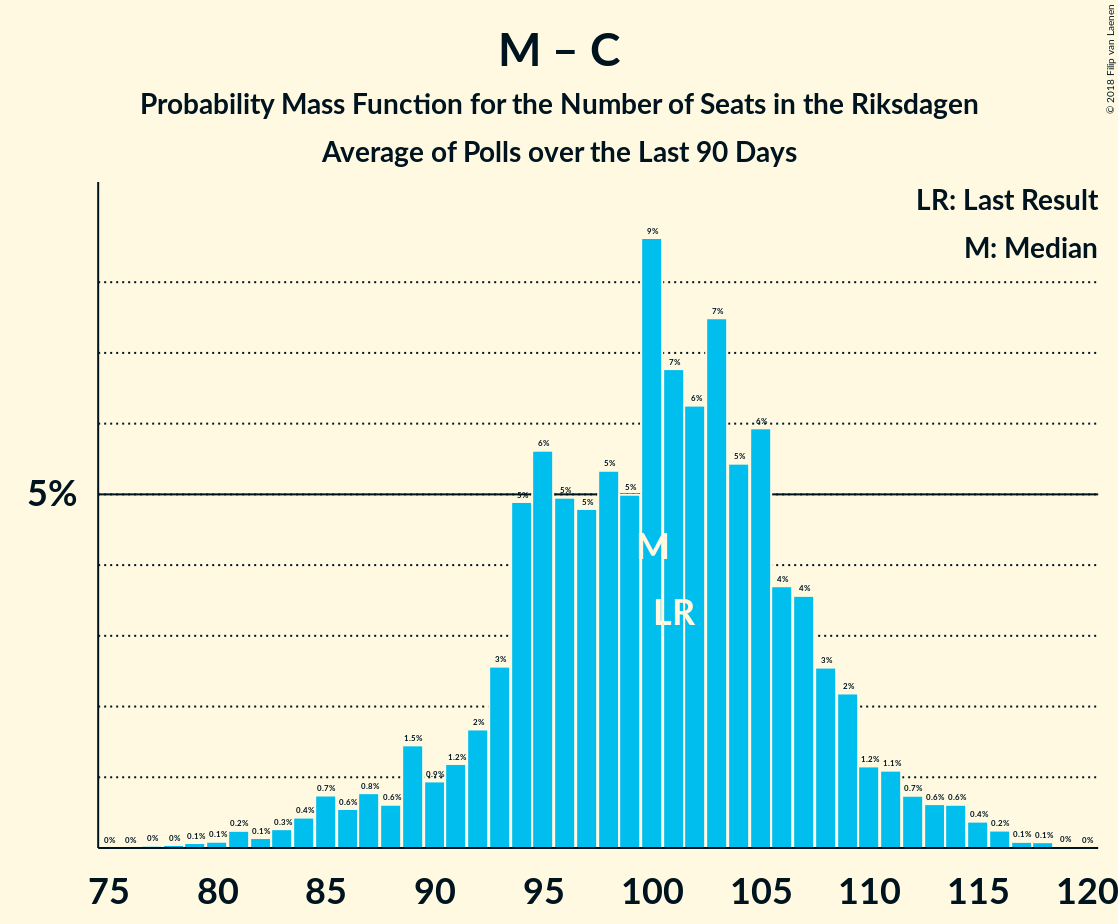 M – C
Probability Mass Function for the Number of Seats in the Riksdagen
Average of Polls over the Last 90 Days
© 2018 Filip van Laenen
LR: Last Result
M: Median
5%
0% 0% 0% 0% 0.1% 0.1% 0.2% 0.1% 0.3% 0.4% 0.7% 0.6% 0.8% 0.6% 1.5% 0.9% 1.2% 2% 3% 5% 6% 5% 5% 5% 5% 9% 7% 6% 7% 5% 6% 4% 4% 3% 2% 1.2% 1.1% 0.7% 0.6% 0.6% 0.4% 0.2% 0.1% 0.1% 0% 0%
M
LR
75 80 85 90 95 100 105 110 115 120